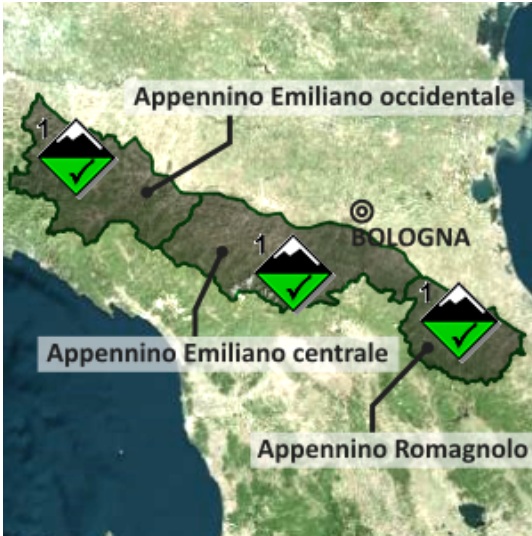 Appennino Emiliano occidentale
1
BOLOGNA
1
1
Appennino Emiliano centrale
Appennino Romagnolo